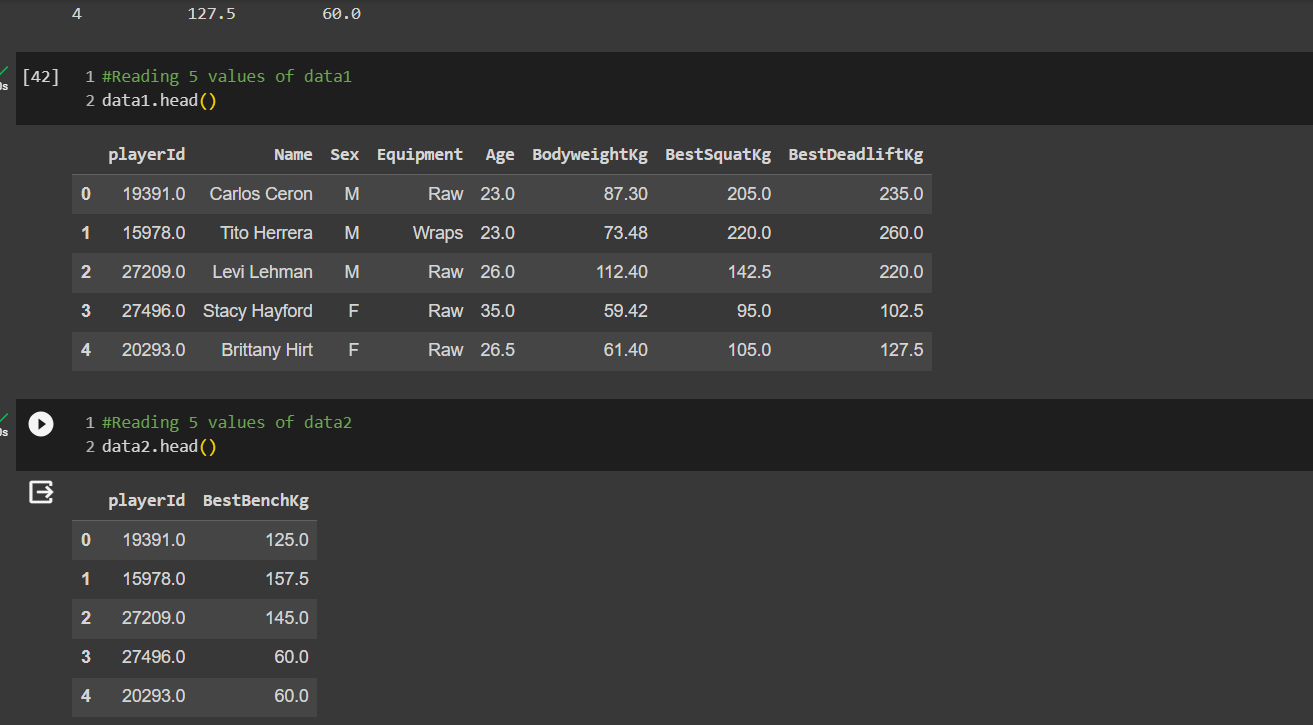 4 127.5 60.0
[42] 1 #Reading 5 values of data1
2 data1.head()
playerId Name Sex Equipment Age BodyweightKg BestSquatKg BestDeadliftKg
0 19391.0 Carlos Ceron M Raw 23.0 87.30 205.0 235.0
1 15978.0 Tito Herrera M Wraps 23.0 73.48 220.0 260.0
2 27209.0 Levi Lehman M Raw 26.0 112.40 142.5 220.0
3 27496.0 Stacy Hayford F Raw 35.0 59.42 95.0 102.5
4 20293.0 Brittany Hirt F Raw 26.5 61.40 105.0 127.5
1 #Reading 5 values of data2
2 data2.head()
playerId BestBenchKg
0 19391.0 125.0
1 15978.0 157.5
2 27209.0 145.0
3 27496.0 60.0
4 20293.0 60.0